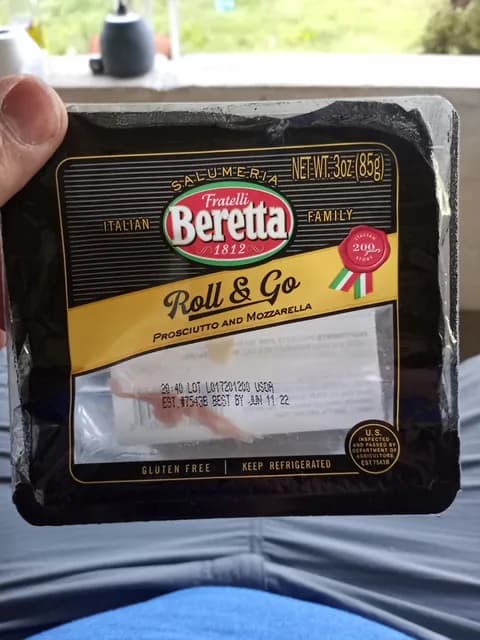 SALUMERIA
NET WT. 3oz (85g)
ITALIAN
Fratelli
Beretta
1812
FAMILY
200
Roll & Go
PROSCIUTTO AND MOZZARELLA
20:40 LOT L017201200 USDA
EST.#7543B BEST BY JUN 11 22
GLUTEN FREE | KEEP REFRIGERATED
U.S.
INSPECTED
AND PASSED BY
DEPARTMENT OF
AGRICULTURE
EST.7543B